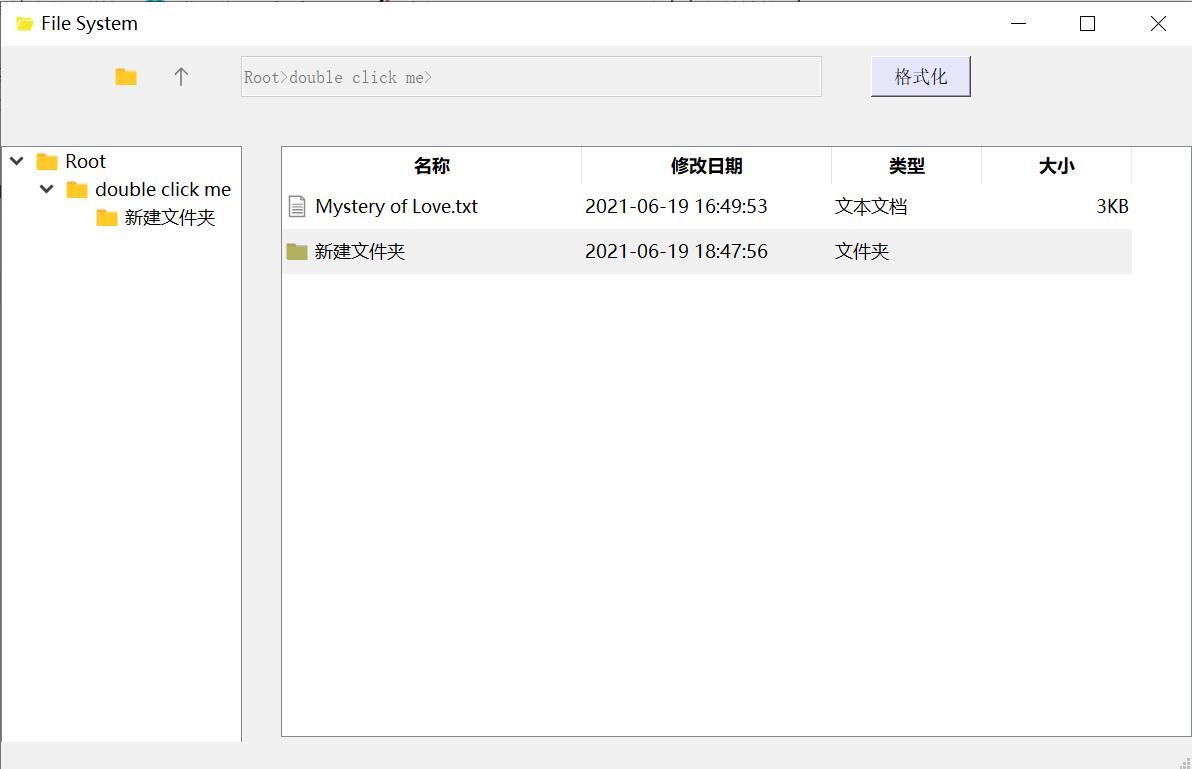 File System
Root>double click me>
格式化
Root
double click me
新建文件夹
名称 修改日期 类型 大小
Mystery of Love.txt 2021-06-19 16:49:53 文本文档 3KB
新建文件夹 2021-06-19 18:47:56 文件夹